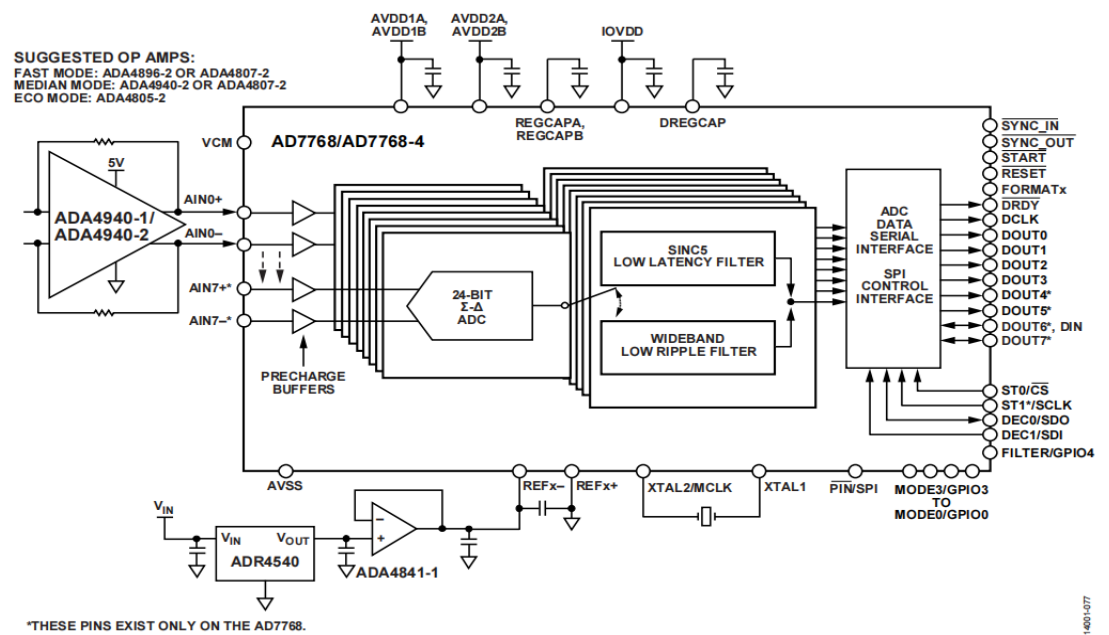 AVDD1A,
AVDD1B
AVDD2A,
AVDD2B
IOVDD
SUGGESTED OP AMPS:
FAST MODE: ADA4896-2 OR ADA4807-2
MEDIAN MODE: ADA4940-2 OR ADA4807-2
ECO MODE: ADA4805-2
REGCAPA,
REGCAPB
DREGCAP
VCM
AD7768/AD7768-4
5V
ADA4940-1/
ADA4940-2
AIN0+
AIN0–
AIN7+*
AIN7–*
PRECHARGE
BUFFERS
24-BIT
Σ-Δ
ADC
SINC5
LOW LATENCY FILTER
WIDEBAND
LOW RIPPLE FILTER
ADC
DATA
SERIAL
INTERFACE
SPI
CONTROL
INTERFACE
SYNC_IN
SYNC_OUT
START
RESET
FORMATx
DRDY
DCLK
DOUT0
DOUT1
DOUT2
DOUT3
DOUT4*
DOUT5*
DOUT6*, DIN
DOUT7*
ST0/CS
ST1*/SCLK
DEC0/SDO
DEC1/SDI
FILTER/GPIO4
AVSS
REFx–
REFx+
XTAL2/MCLK
XTAL1
PIN/SPI
MODE3/GPIO3
TO
MODE0/GPIO0
VIN
VIN
VOUT
ADR4540
–
+
ADA4841-1
*THESE PINS EXIST ONLY ON THE AD7768.
14001-077